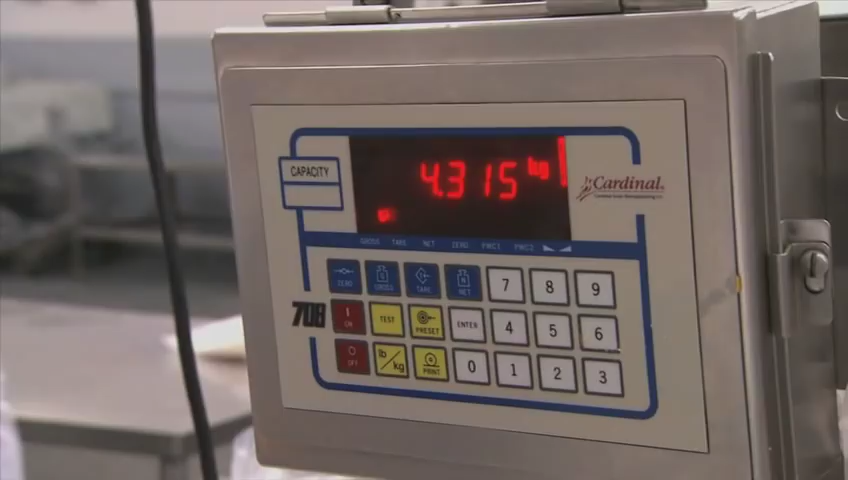 CAPACITY
4.315 kg
Cardinal
GROSS TARE NET ZERO PWC1 PWC2
ZERO GROSS TARE NET 7 8 9
708
I ON TEST PRESET ENTER 4 5 6
O OFF lb/kg PRINT 0 1 2 3